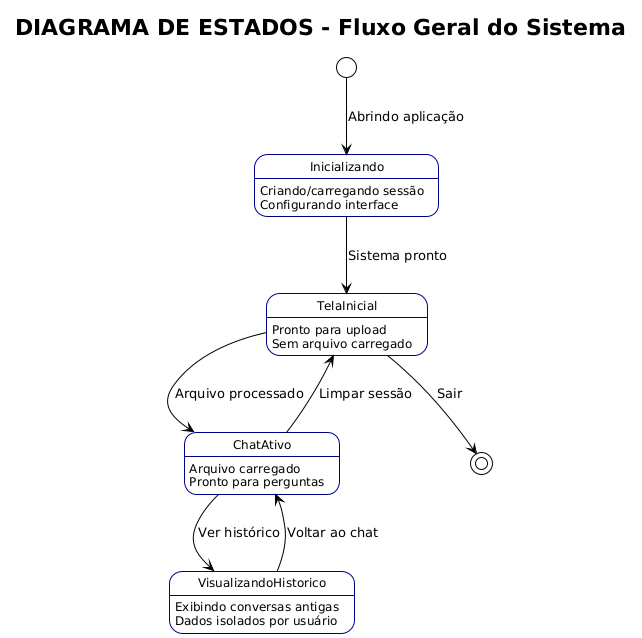 DIAGRAMA DE ESTADOS - Fluxo Geral do Sistema
Abrindo aplicação
Inicializando
Criando/carregando sessão
Configurando interface
Sistema pronto
TelaInicial
Pronto para upload
Sem arquivo carregado
Arquivo processado
Limpar sessão
Sair
ChatAtivo
Arquivo carregado
Pronto para perguntas
Ver histórico
Voltar ao chat
VisualizandoHistorico
Exibindo conversas antigas
Dados isolados por usuário